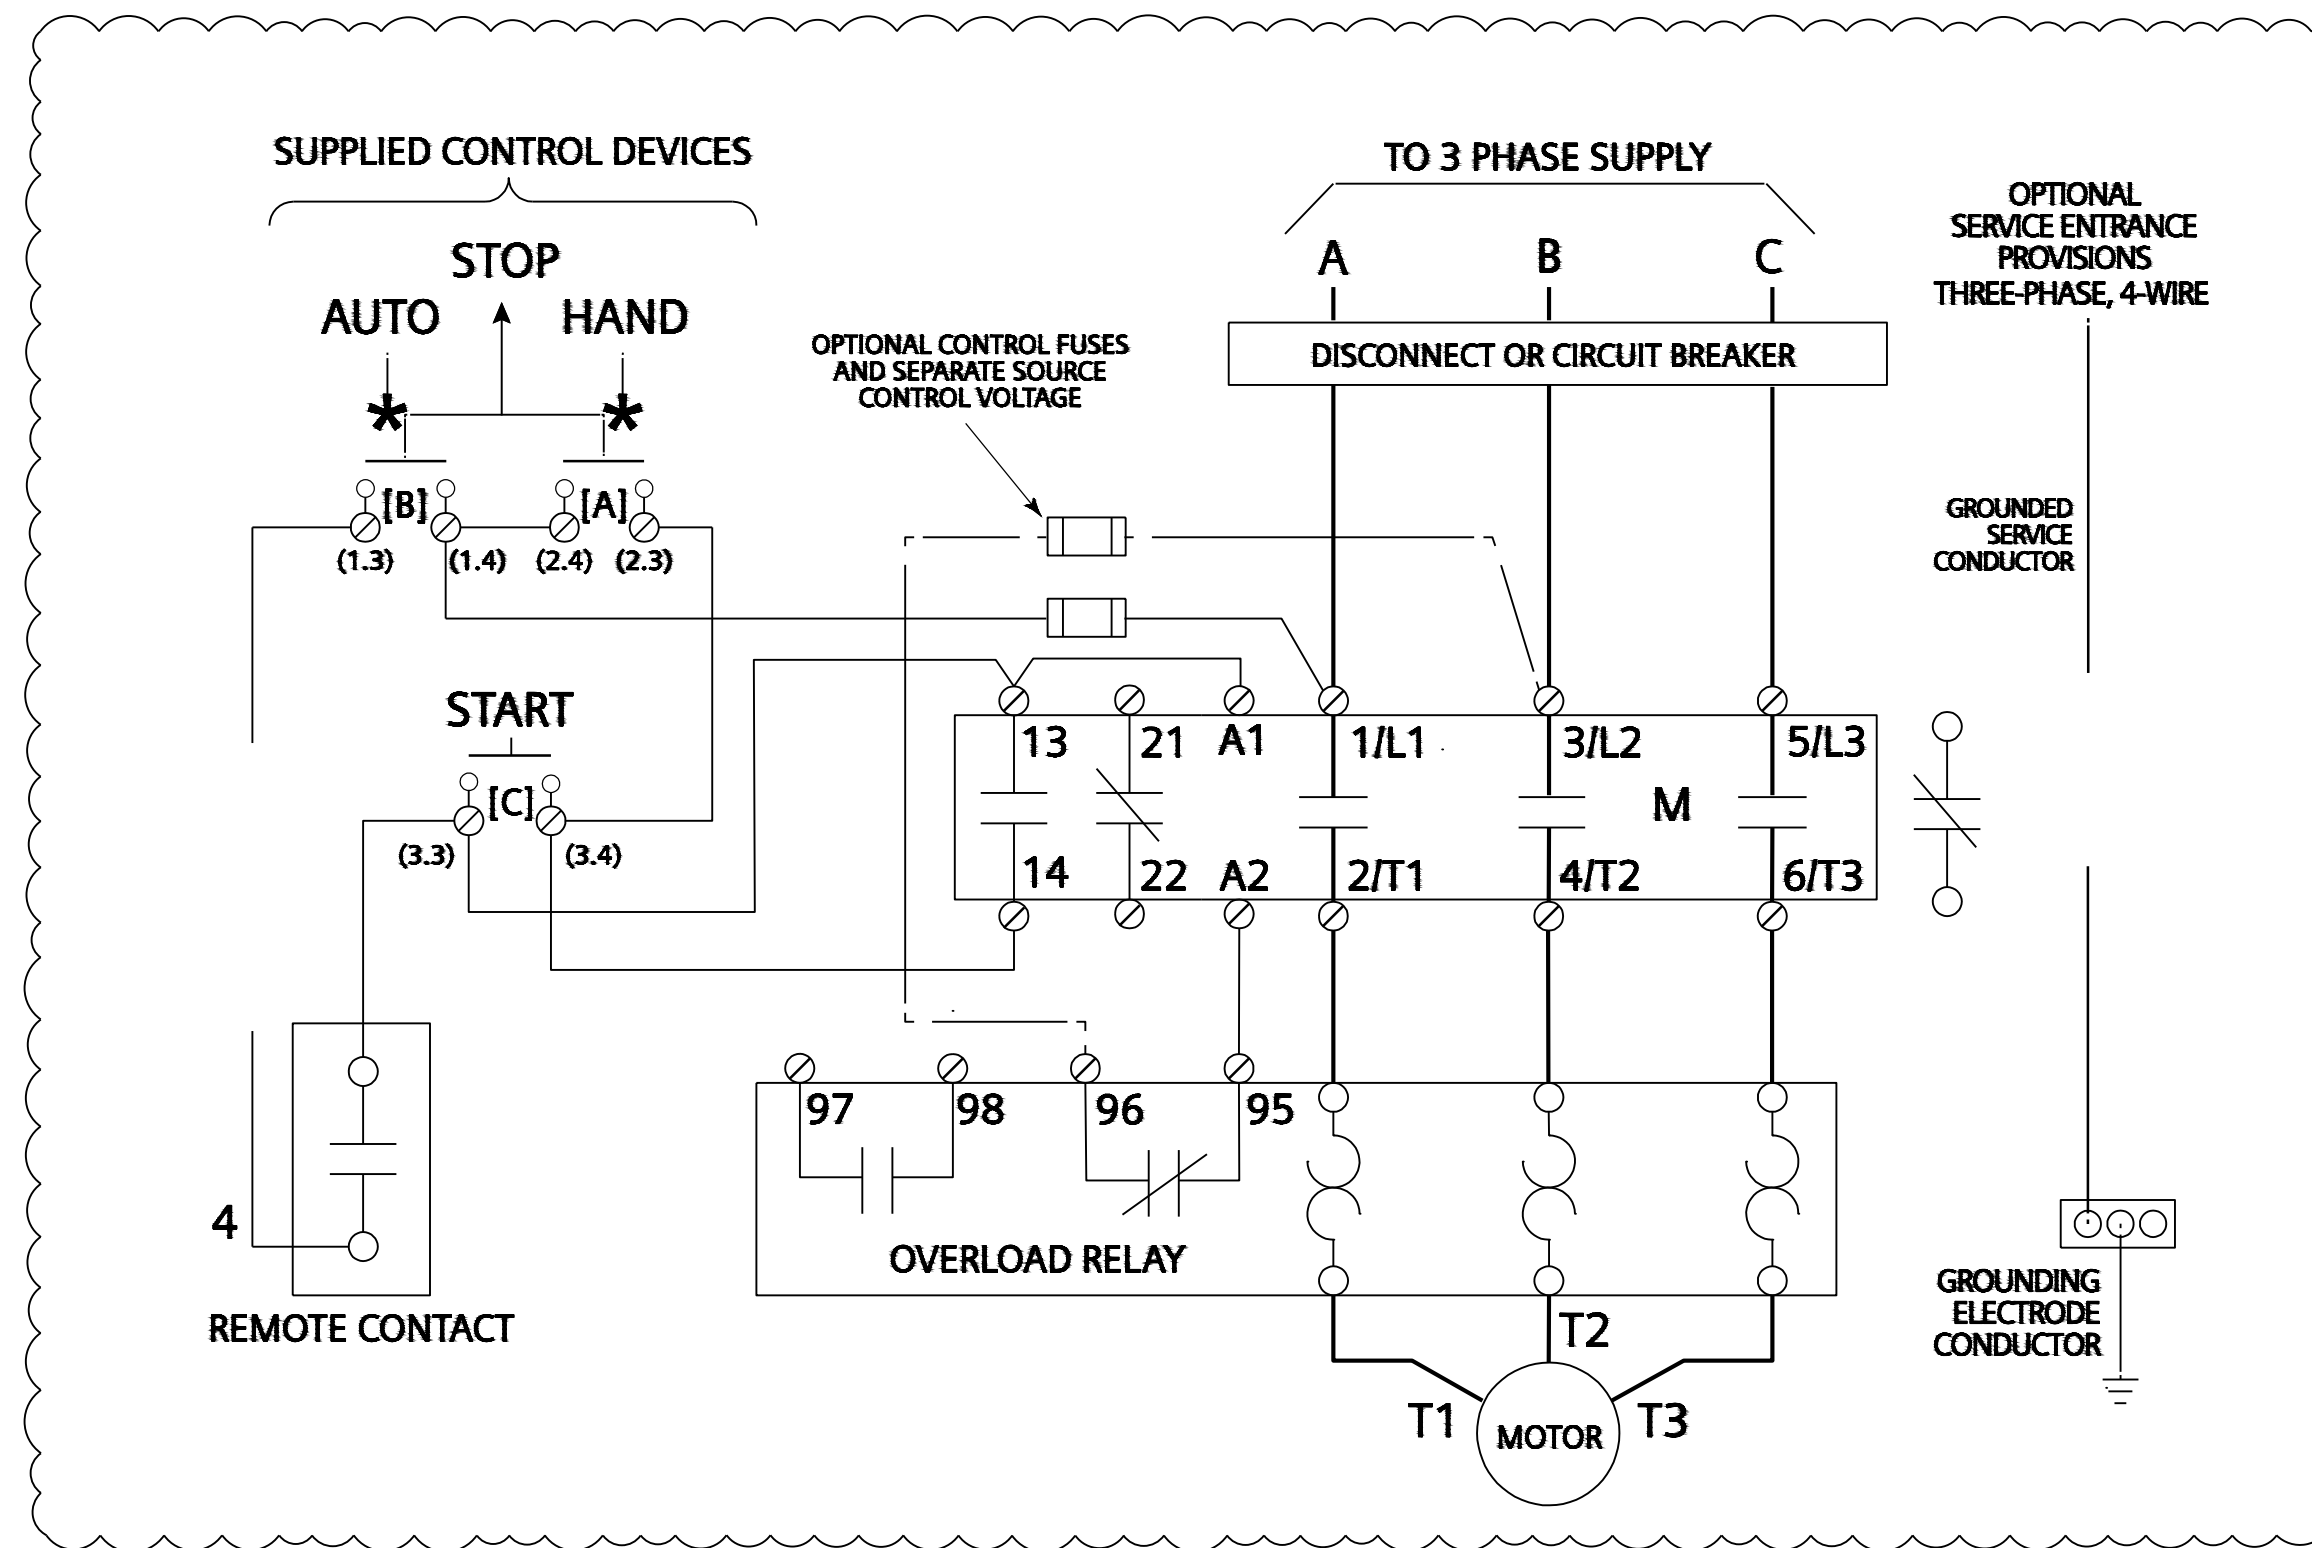 SUPPLIED CONTROL DEVICES
STOP
AUTO
HAND
*
*
[B]
[A]
(1.3)
(1.4)
(2.4)
(2.3)
START
[C]
(3.3)
(3.4)
4
REMOTE CONTACT
OPTIONAL CONTROL FUSES
AND SEPARATE SOURCE
CONTROL VOLTAGE
TO 3 PHASE SUPPLY
A
B
C
DISCONNECT OR CIRCUIT BREAKER
13
21
A1
1/L1
3/L2
5/L3
M
14
22
A2
2/T1
4/T2
6/T3
97
98
96
95
OVERLOAD RELAY
T2
T1
MOTOR
T3
OPTIONAL
SERVICE ENTRANCE
PROVISIONS
THREE-PHASE, 4-WIRE
GROUNDED
SERVICE
CONDUCTOR
GROUNDING
ELECTRODE
CONDUCTOR